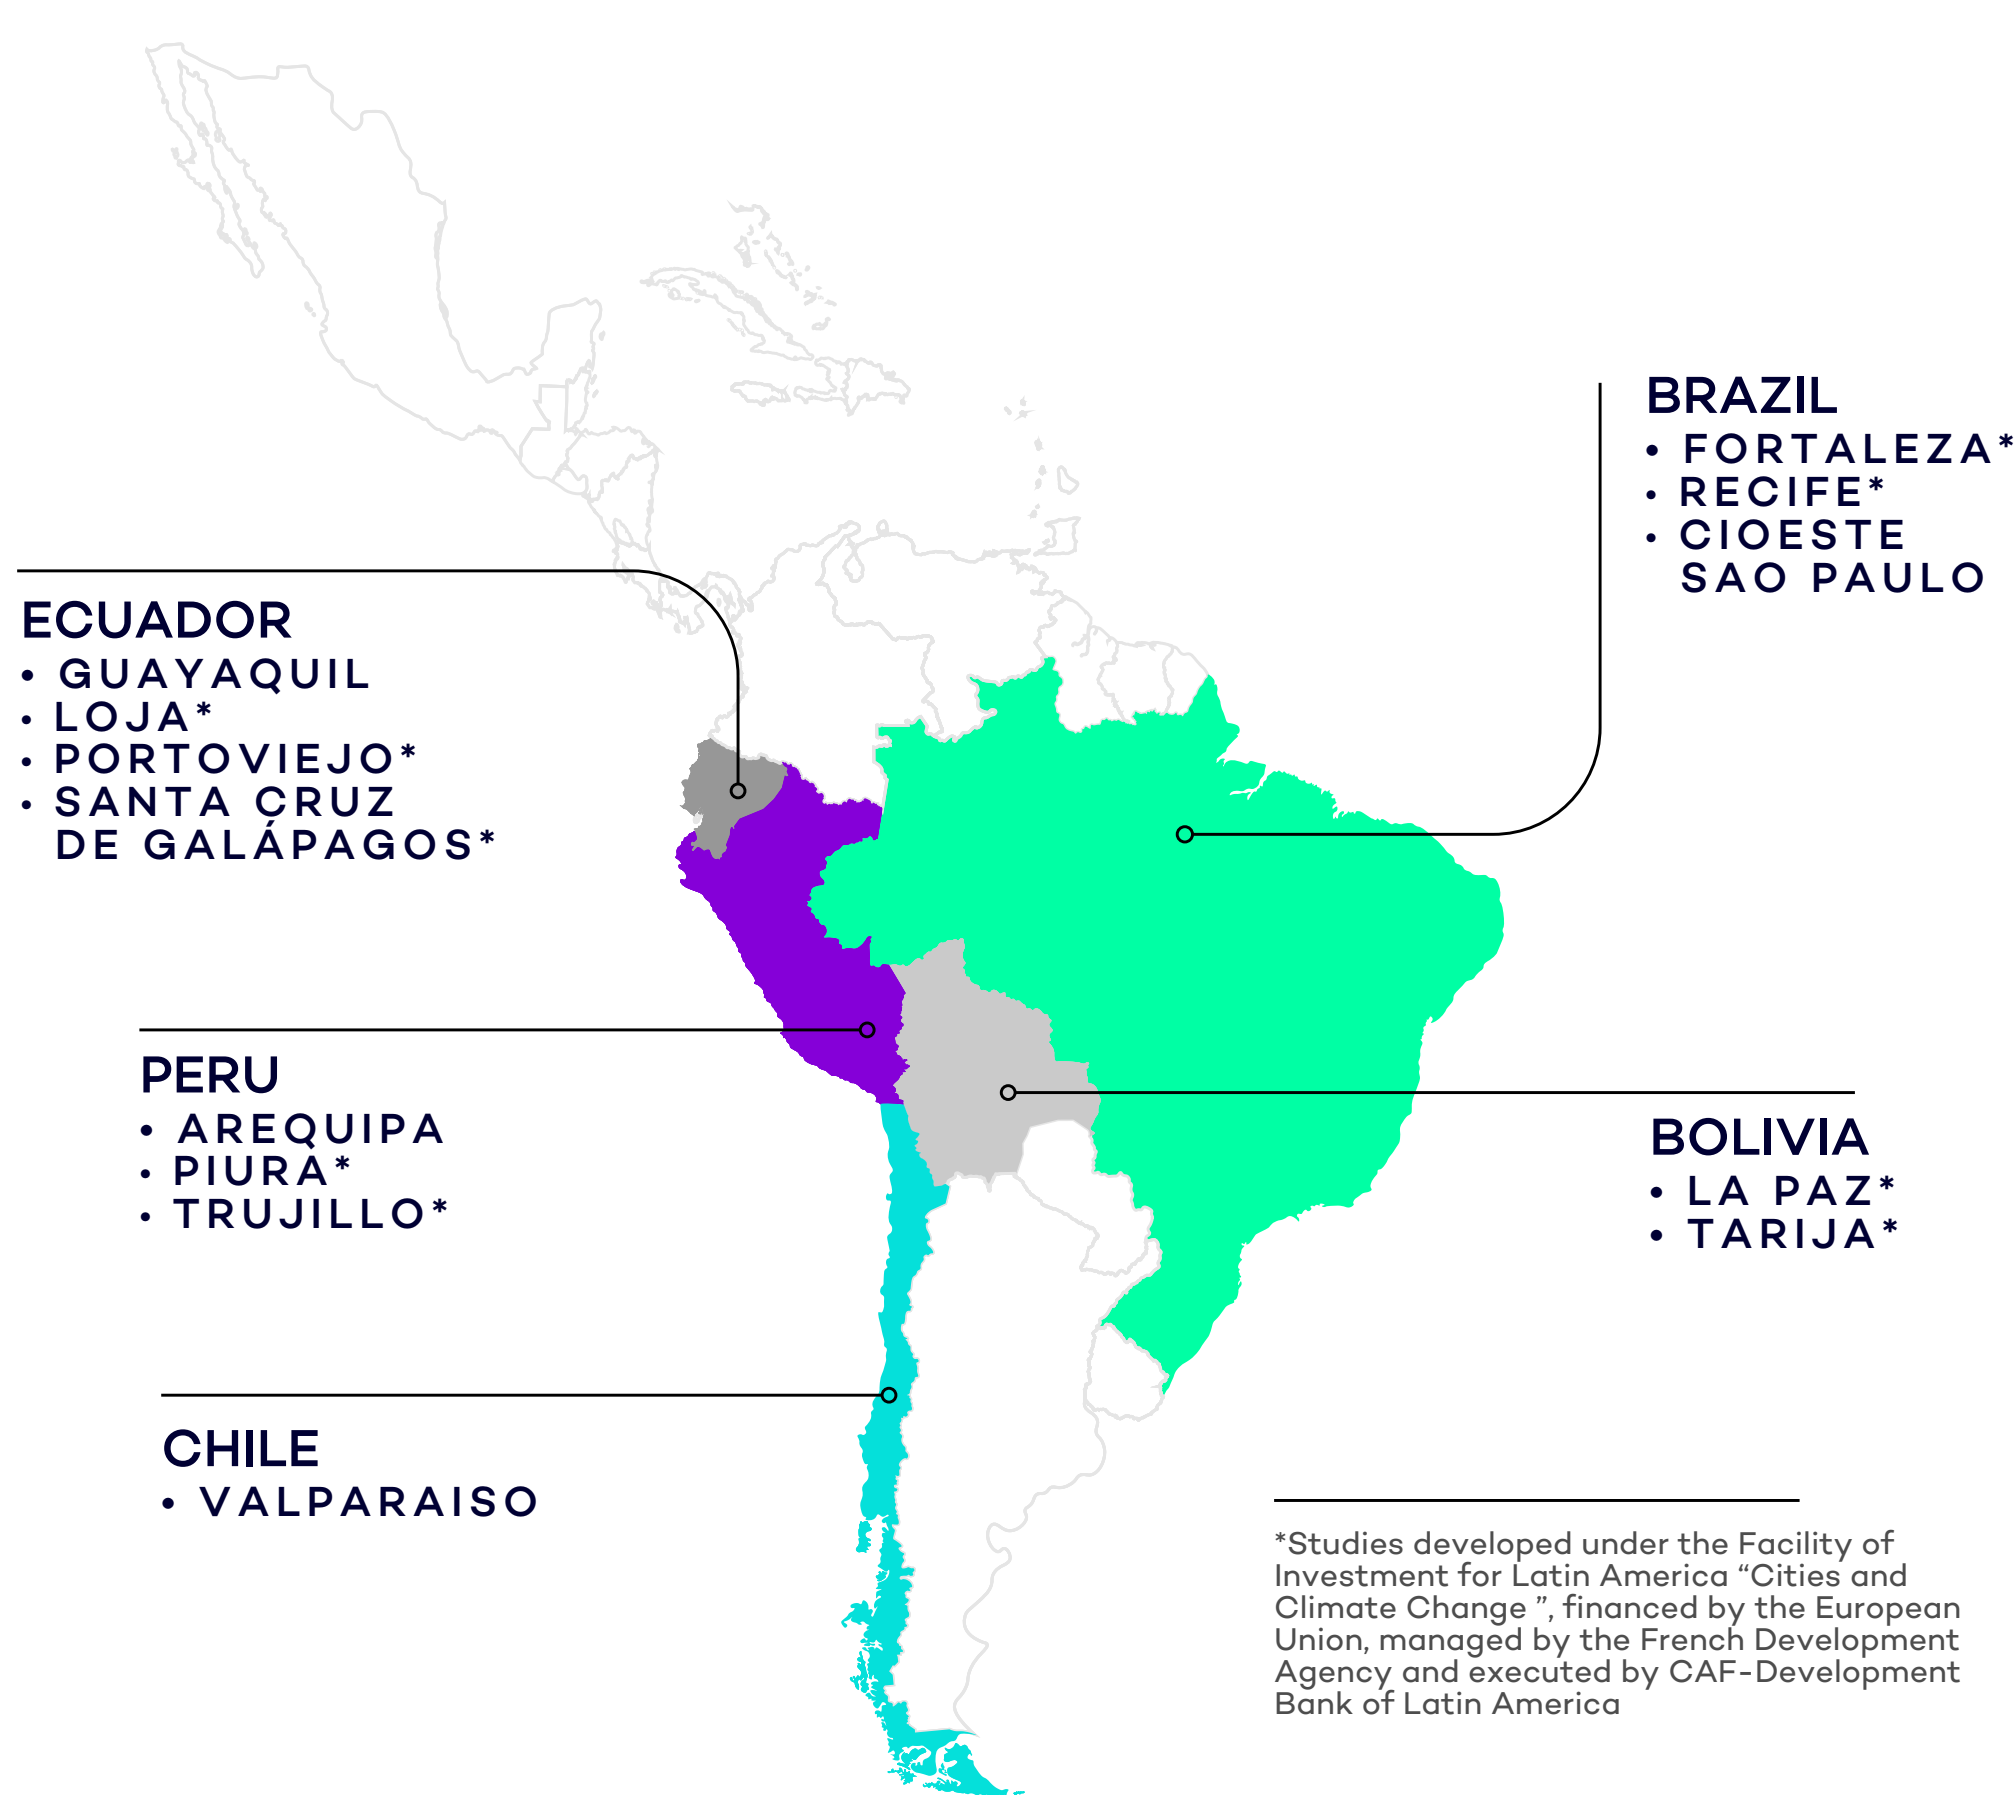 BRAZIL
• FORTALEZA*
• RECIFE*
• CIOESTE
SAO PAULO
ECUADOR
• GUAYAQUIL
• LOJA*
• PORTOVIEJO*
• SANTA CRUZ
DE GALÁPAGOS*
PERU
• AREQUIPA
• PIURA*
• TRUJILLO*
BOLIVIA
• LA PAZ*
• TARIJA*
CHILE
• VALPARAISO
*Studies developed under the Facility of
Investment for Latin America “Cities and
Climate Change ”, financed by the European
Union, managed by the French Development
Agency and executed by CAF-Development
Bank of Latin America